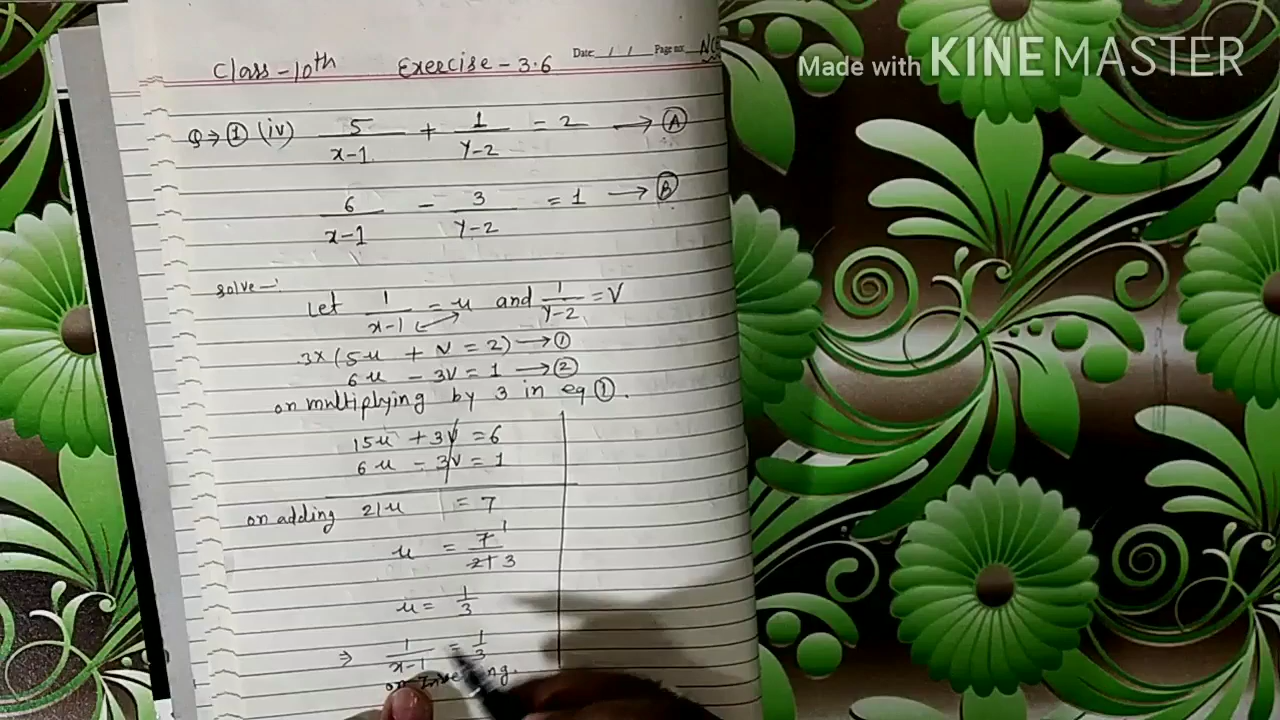 Date: / / Page no:
Made with KINEMASTER
Class-10th Exercise-3.6
Q→① (iv) 5/(x-1) + 1/(y-2) = 2 → Ⓐ
6/(x-1) - 3/(y-2) = 1 → Ⓑ
Solve-:
Let 1/(x-1) = u and 1/(y-2) = V
3x(5u + v = 2) → ①
6u - 3v = 1 → ②
on multiplying by 3 in eq ①.
15u + 3v = 6
6u - 3v = 1
on adding 21u = 7
u = 7/21 1 3
u = 1/3
⇒ 1/(x-1) = 1/3
on